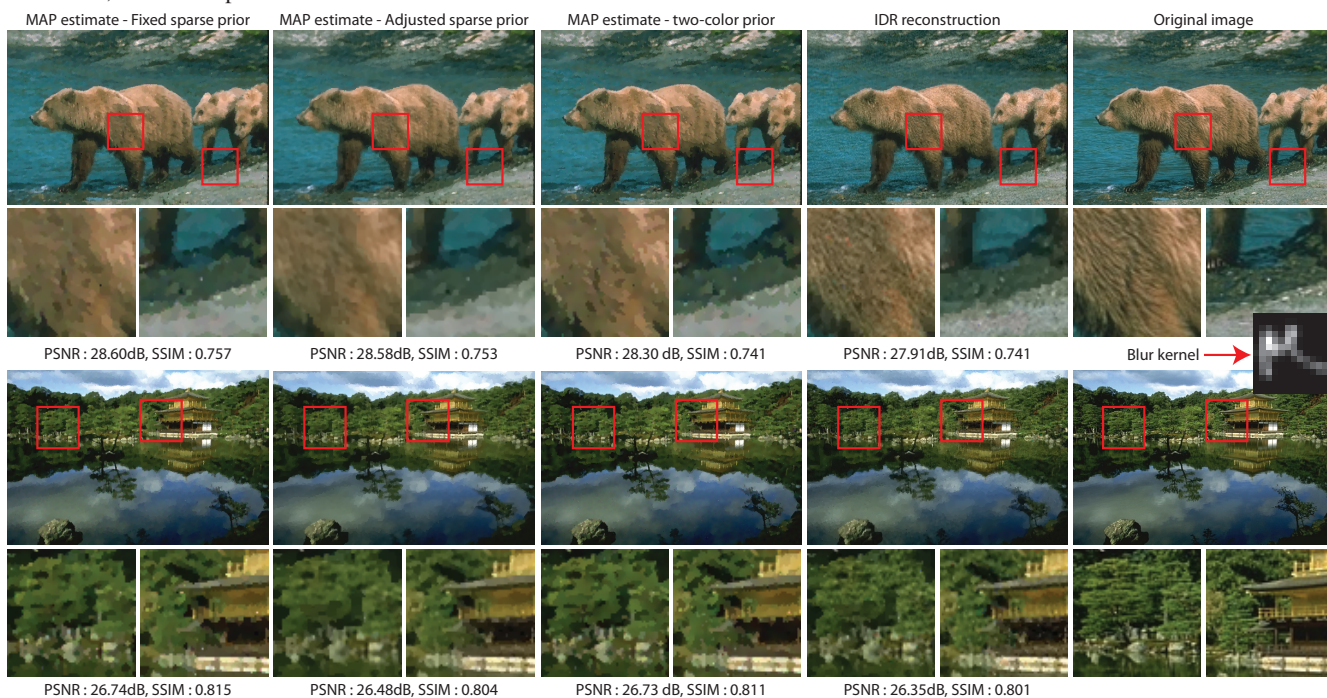 MAP estimate - Fixed sparse prior
MAP estimate - Adjusted sparse prior
MAP estimate - two-color prior
IDR reconstruction
Original image
PSNR : 28.60dB, SSIM : 0.757
PSNR : 28.58dB, SSIM : 0.753
PSNR : 28.30 dB, SSIM : 0.741
PSNR : 27.91dB, SSIM : 0.741
Blur kernel
PSNR : 26.74dB, SSIM : 0.815
PSNR : 26.48dB, SSIM : 0.804
PSNR : 26.73 dB, SSIM : 0.811
PSNR : 26.35dB, SSIM : 0.801